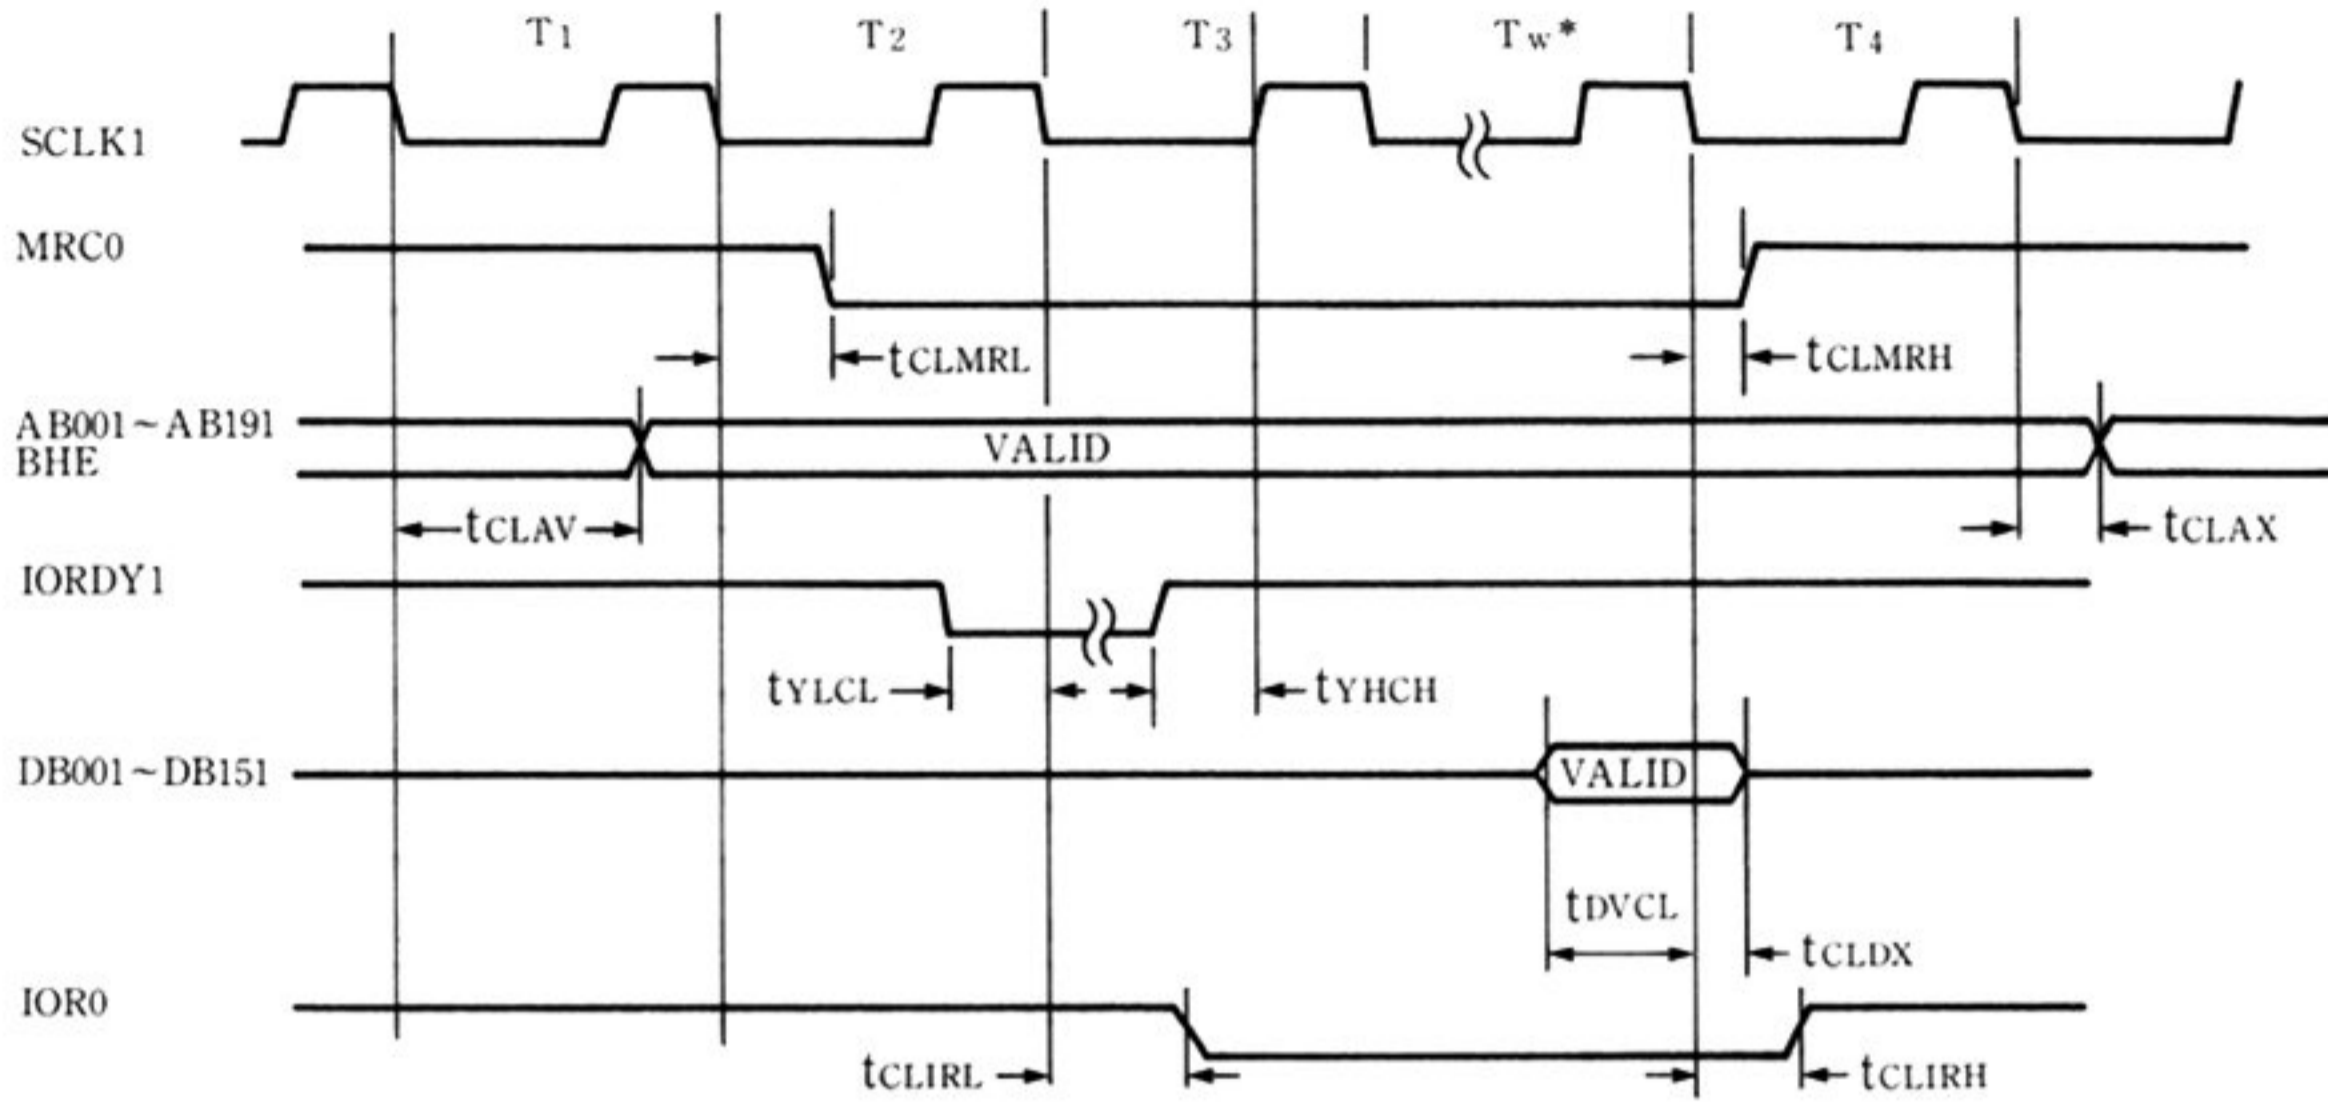 T1 T2 T3 Tw* T4
SCLK1
MRC0
tCLMRL tCLMRH
AB001~AB191
BHE
VALID
tCLAV tCLAX
IORDY1
tYLCL tYHCH
DB001~DB151
VALID
tDVCL
tCLDX
IOR0
tCLIRL tCLIRH